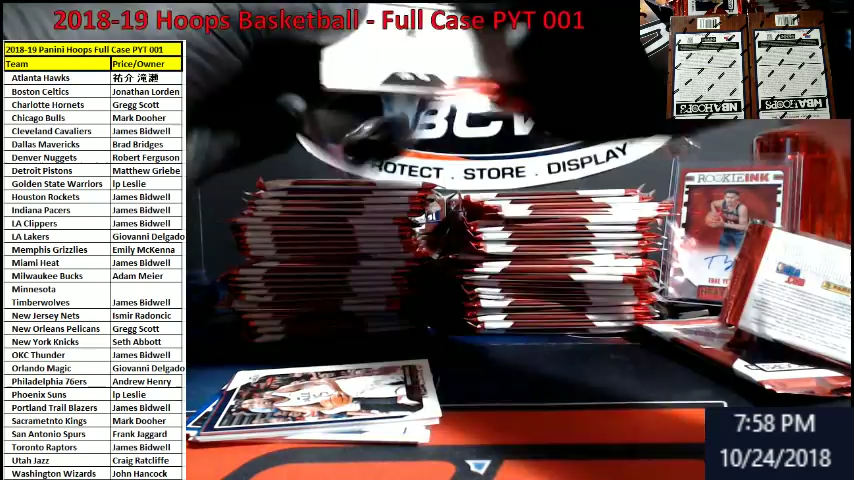 2018-19 Hoops Basketball - Full Case PYT 001
2018-19 Panini Hoops Full Case PYT 001
Team Price/Owner
Atlanta Hawks 祐介 滝瀬
Boston Celtics Jonathan Lorden
Charlotte Hornets Gregg Scott
Chicago Bulls Mark Dooher
Cleveland Cavaliers James Bidwell
Dallas Mavericks Brad Bridges
Denver Nuggets Robert Ferguson
Detroit Pistons Matthew Griebe
Golden State Warriors lp Leslie
Houston Rockets James Bidwell
Indiana Pacers James Bidwell
LA Clippers James Bidwell
LA Lakers Giovanni Delgado
Memphis Grizzlies Emily McKenna
Miami Heat James Bidwell
Milwaukee Bucks Adam Meier
Minnesota
Timberwolves James Bidwell
New Jersey Nets Ismir Radoncic
New Orleans Pelicans Gregg Scott
New York Knicks Seth Abbott
OKC Thunder James Bidwell
Orlando Magic Giovanni Delgado
Philadelphia 76ers Andrew Henry
Phoenix Suns lp Leslie
Portland Trail Blazers James Bidwell
Sacrametnto Kings Mark Dooher
San Antonio Spurs Frank Jaggard
Toronto Raptors James Bidwell
Utah Jazz Craig Ratcliffe
Washington Wizards John Hancock
BCW
PROTECT . STORE . DISPLAY
ROOKIE INK
NBA HOOPS
NBA HOOPS
7:58 PM
10/24/2018